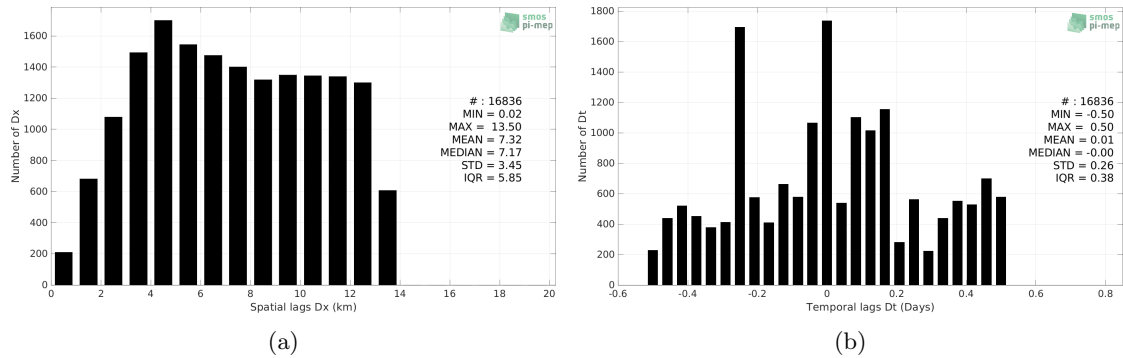 smos
pi-mep
Number of Dx
1600
1400
1200
1000
800
600
400
200
0
# : 16836
MIN = 0.02
MAX = 13.50
MEAN = 7.32
MEDIAN = 7.17
STD = 3.45
IQR = 5.85
0 2 4 6 8 10 12 14 16 18 20
Spatial lags Dx (km)
(a)
smos
pi-mep
Number of Dt
1800
1600
1400
1200
1000
800
600
400
200
0
# : 16836
MIN = -0.50
MAX = 0.50
MEAN = 0.01
MEDIAN = -0.00
STD = 0.26
IQR = 0.38
-0.6 -0.4 -0.2 0 0.2 0.4 0.6 0.8
Temporal lags Dt (Days)
(b)